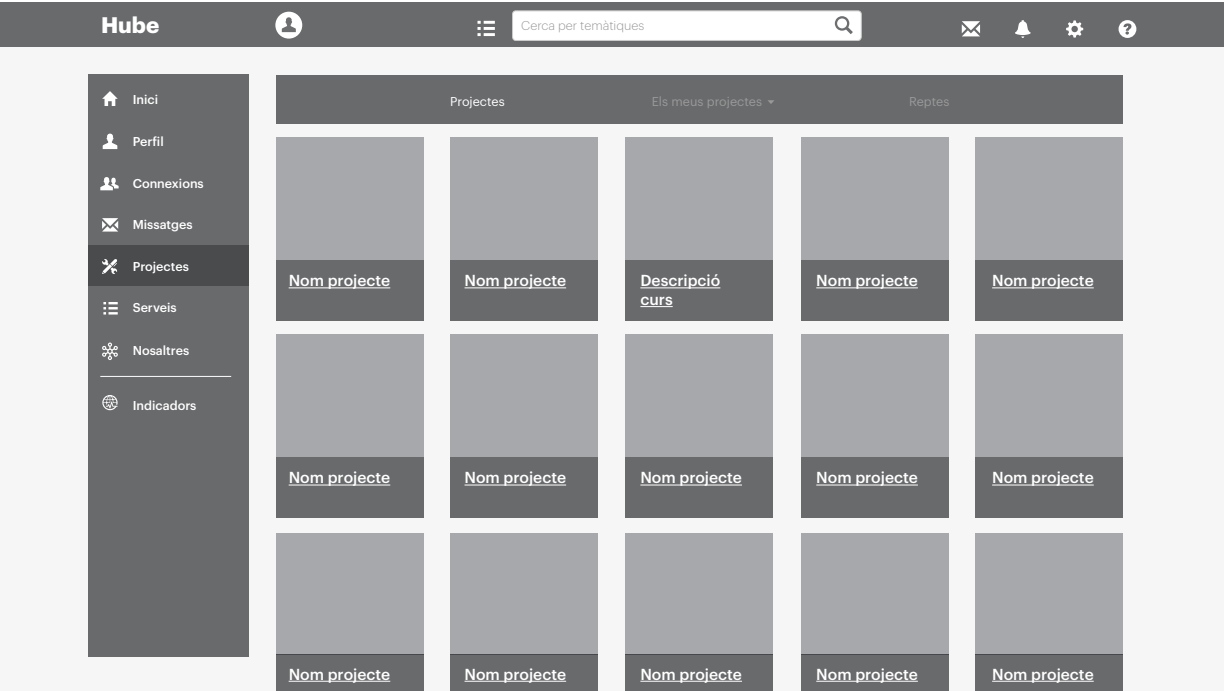 Hube
Cerca per temàtiques
Inici
Perfil
Connexions
Missatges
Projectes
Serveis
Nosaltres
Indicadors
Projectes
Els meus projectes
Reptes
Nom projecte
Nom projecte
Descripció
curs
Nom projecte
Nom projecte
Nom projecte
Nom projecte
Nom projecte
Nom projecte
Nom projecte
Nom projecte
Nom projecte
Nom projecte
Nom projecte
Nom projecte